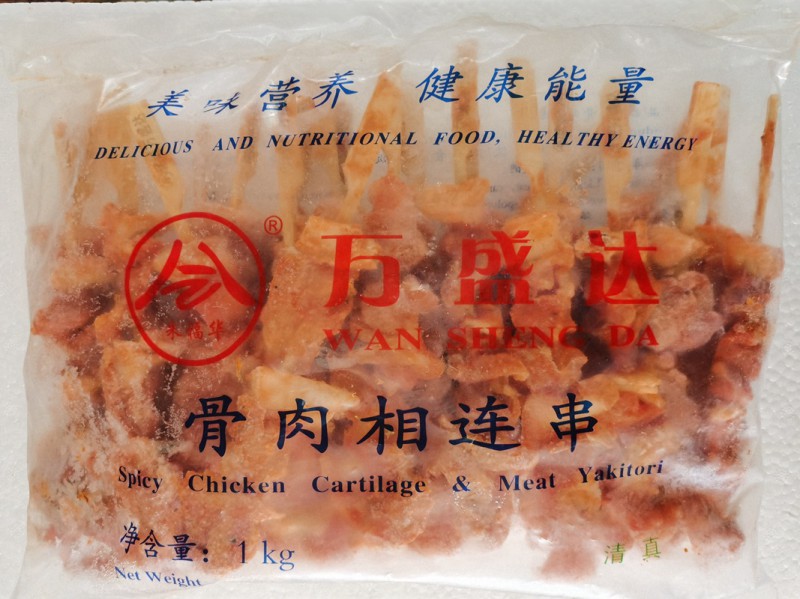 美味营养 健康能量
DELICIOUS AND NUTRITIONAL FOOD, HEALTHY ENERGY
®
万盛达
WAN SHENG DA
骨肉相连串
Spicy Chicken Cartilage & Meat Yakitori
净含量：1kg
Net Weight
清真